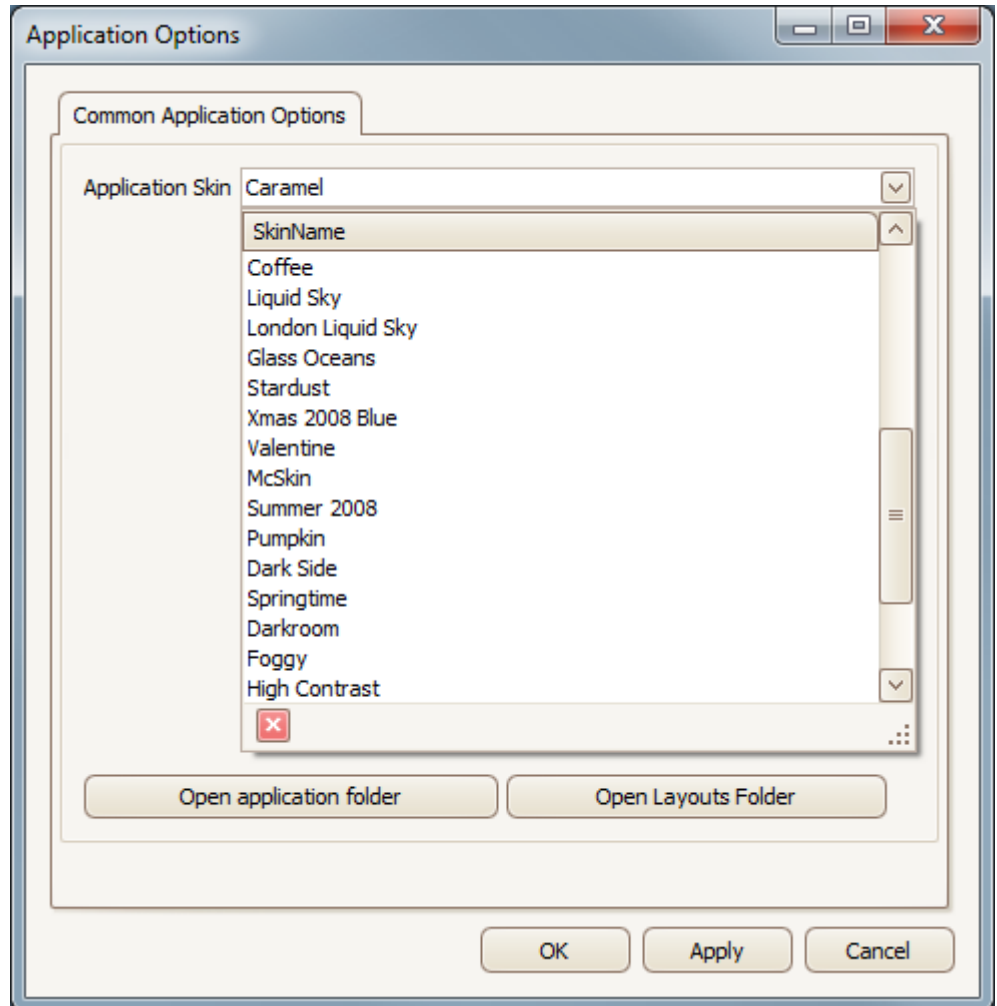 Application Options
Common Application Options
Application Skin Caramel
SkinName
Coffee
Liquid Sky
London Liquid Sky
Glass Oceans
Stardust
Xmas 2008 Blue
Valentine
McSkin
Summer 2008
Pumpkin
Dark Side
Springtime
Darkroom
Foggy
High Contrast
Open application folder Open Layouts Folder
OK Apply Cancel